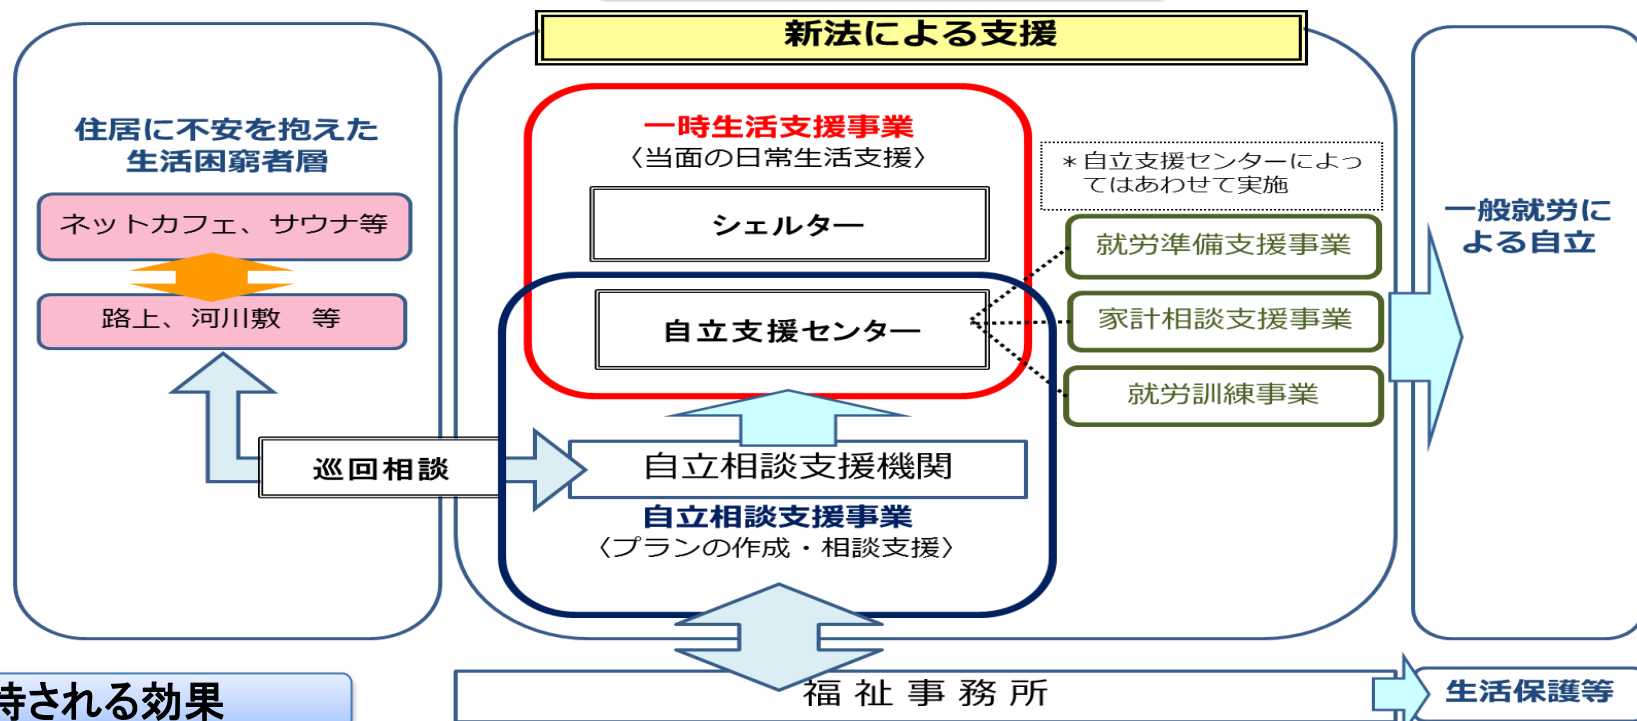 新法による支援
住居に不安を抱えた
生活困窮者層
ネットカフェ、サウナ等
路上、河川敷　等
巡回相談
一時生活支援事業
〈当面の日常生活支援〉
シェルター
自立支援センター
自立相談支援機関
自立相談支援事業
〈プランの作成・相談支援〉
＊自立支援センターによっ
てはあわせて実施
就労準備支援事業
家計相談支援事業
就労訓練事業
一般就労に
よる自立
福 祉 事 務 所
生活保護等
待される効果